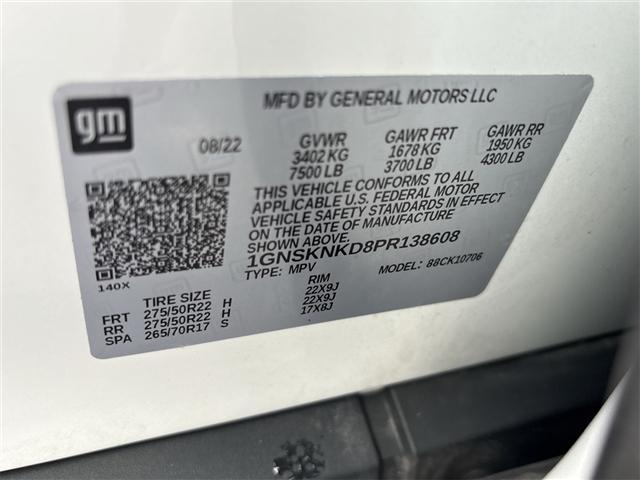 gm
MFD BY GENERAL MOTORS LLC
08/22 GVWR GAWR FRT GAWR RR
3402 KG 1678 KG 1950 KG
7500 LB 3700 LB 4300 LB
THIS VEHICLE CONFORMS TO ALL
APPLICABLE U.S. FEDERAL MOTOR
VEHICLE SAFETY STANDARDS IN EFFECT
ON THE DATE OF MANUFACTURE
SHOWN ABOVE.
1GNSKNKD8PR138608
140X TYPE: MPV MODEL: 88CK10706
TIRE SIZE RIM
FRT 275/50R22 H 22X9J
RR 275/50R22 H 22X9J
SPA 265/70R17 S 17X8J